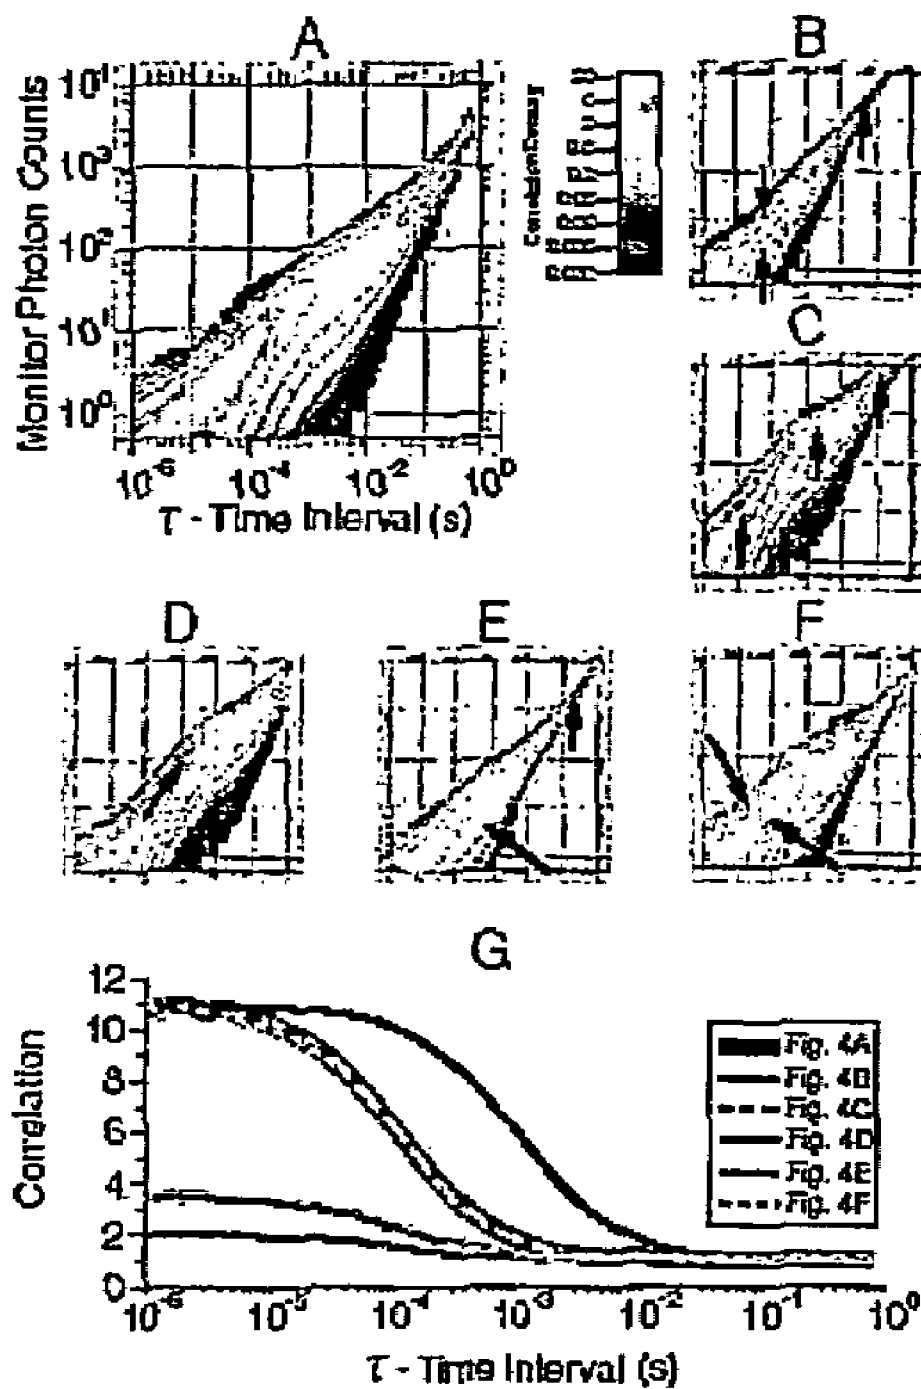 A
Monitor Photon Counts
10²
10¹
10⁰
10⁻⁶
10⁻⁴
10⁻²
10⁰
τ - Time Interval (s)
B
C
D
E
F
G
Correlation
12
10
8
6
4
2
0
10⁻⁶
10⁻⁵
10⁻⁴
10⁻³
10⁻²
10⁻¹
10⁰
τ - Time Interval (s)
Fig. 4A
Fig. 4B
Fig. 4C
Fig. 4D
Fig. 4E
Fig. 4F